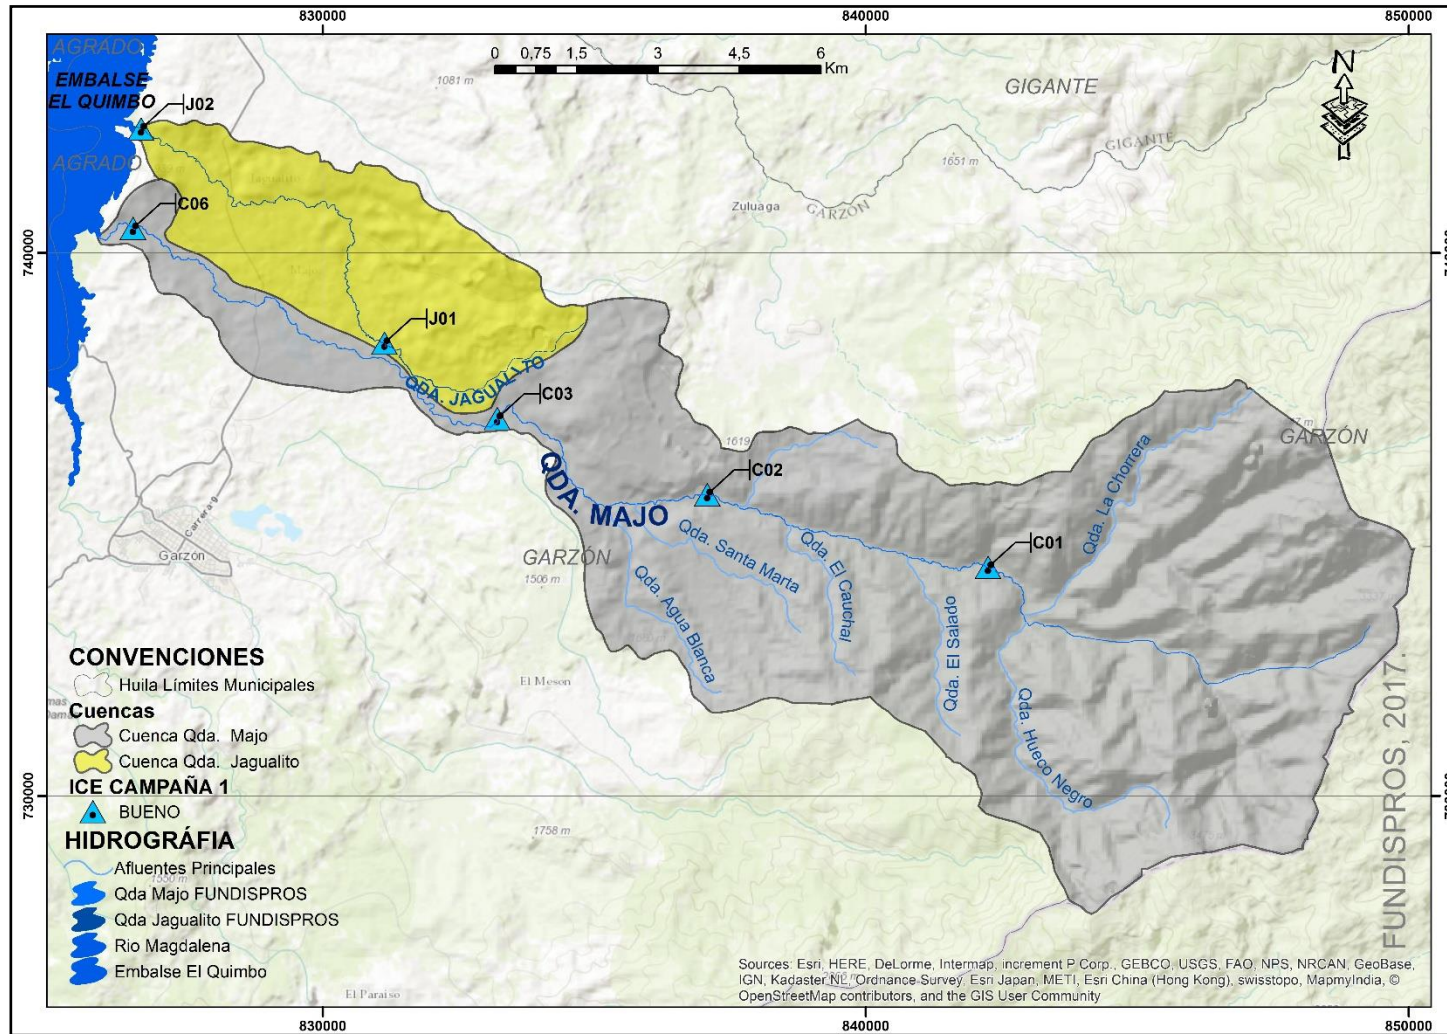 830000
840000
850000
AGRADO
EMBALSE
EL QUIMBO
J02
0 0,75 1,5 3 4,5 6
Km
1081 m
GIGANTE
N
GIGANTE
1651 m
AGRADO
Jagualito
Zuluaga
GARZÓN
C06
740000
Majo
J01
QDA. JAGUALITO
C03
1619
GARZÓN
QDA. MAJO
C02
Qda. La Chorrera
Carrera 9
Garzón
GARZÓN
1506 m
Qda. Santa Marta
Qda. El Cauchal
C01
Qda. Agua Blanca
Qda. El Salado
El Meson
Qda. Hueco Negro
730000
1758 m
El Paraiso
CONVENCIONES
Huila Límites Municipales
Cuencas
Cuenca Qda. Majo
Cuenca Qda. Jagualito
ICE CAMPAÑA 1
BUENO
HIDROGRÁFIA
Afluentes Principales
Qda Majo FUNDISPROS
Qda Jagualito FUNDISPROS
Rio Magdalena
Embalse El Quimbo
FUNDISPROS, 2017.
Sources: Esri, HERE, DeLorme, Intermap, increment P Corp., GEBCO, USGS, FAO, NPS, NRCAN, GeoBase,
IGN, Kadaster NL, Ordnance Survey, Esri Japan, METI, Esri China (Hong Kong), swisstopo, MapmyIndia, ©
OpenStreetMap contributors, and the GIS User Community
830000
840000
850000